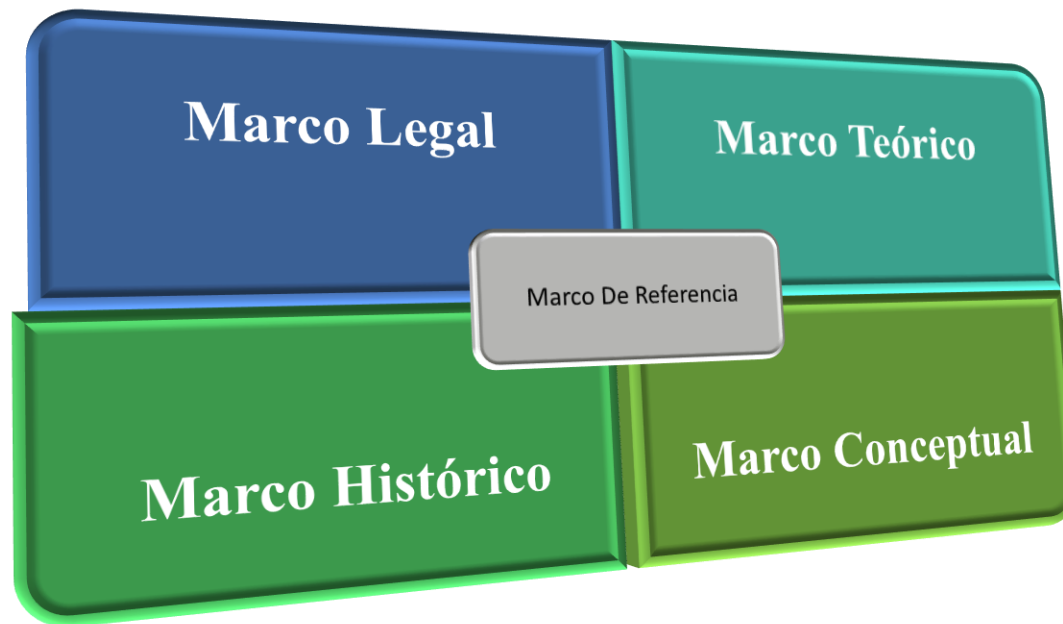 Marco Legal
Marco Teórico
Marco De Referencia
Marco Histórico
Marco Conceptual